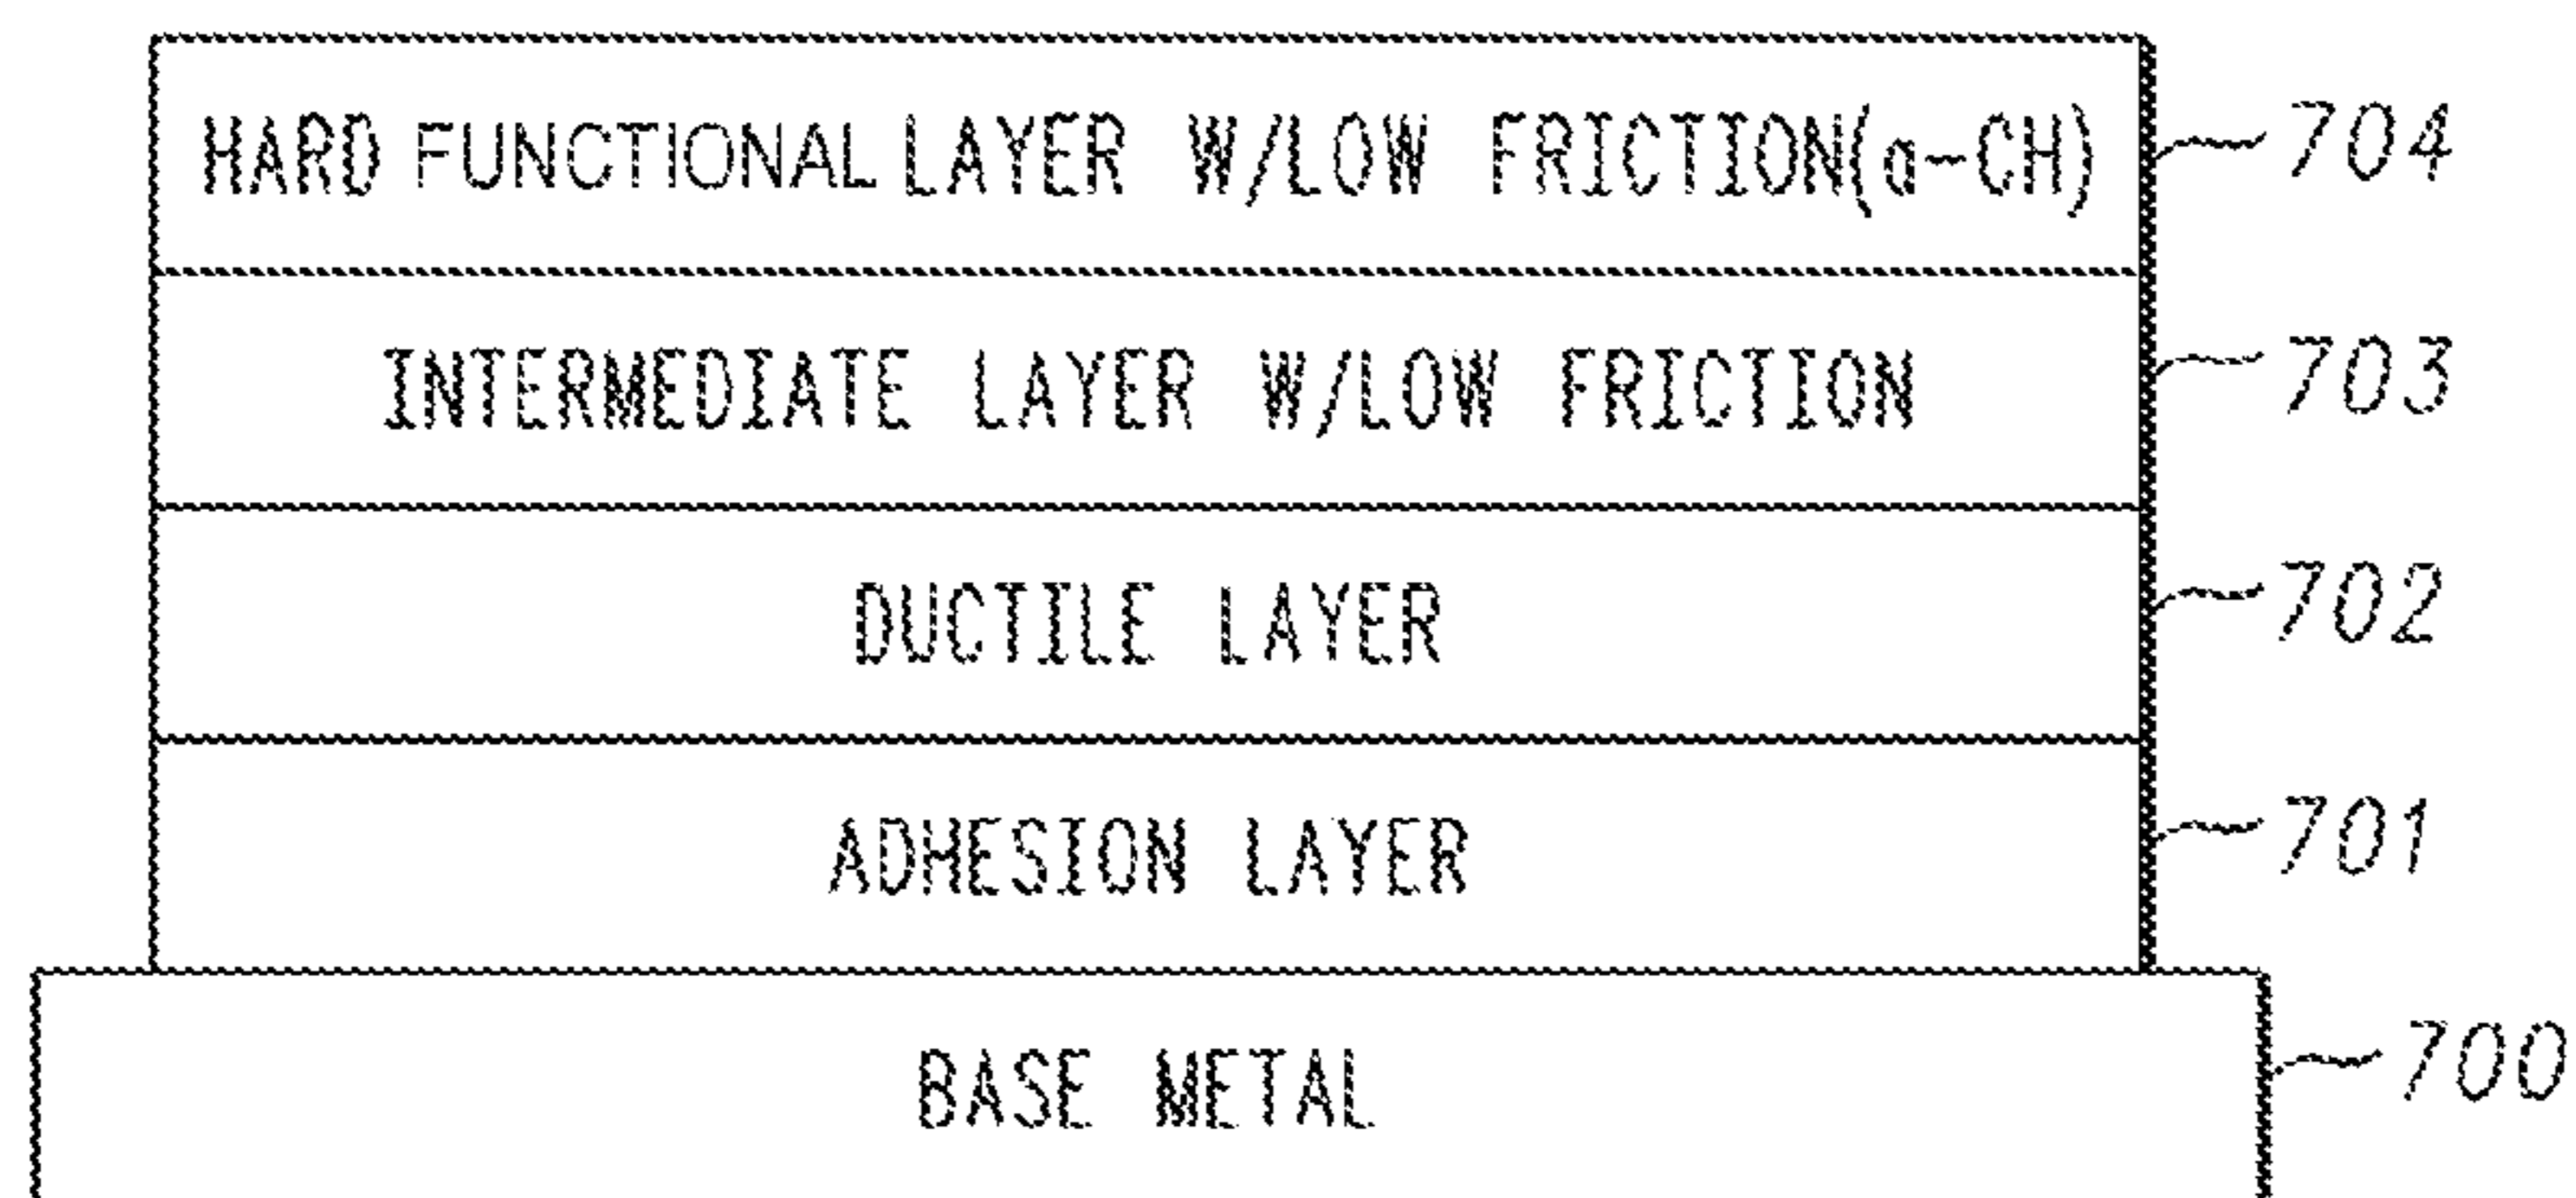 HARD FUNCTIONAL LAYER W/LOW FRICTION(a-CH) 704
INTERMEDIATE LAYER W/LOW FRICTION 703
DUCTILE LAYER 702
ADHESION LAYER 701
BASE METAL 700